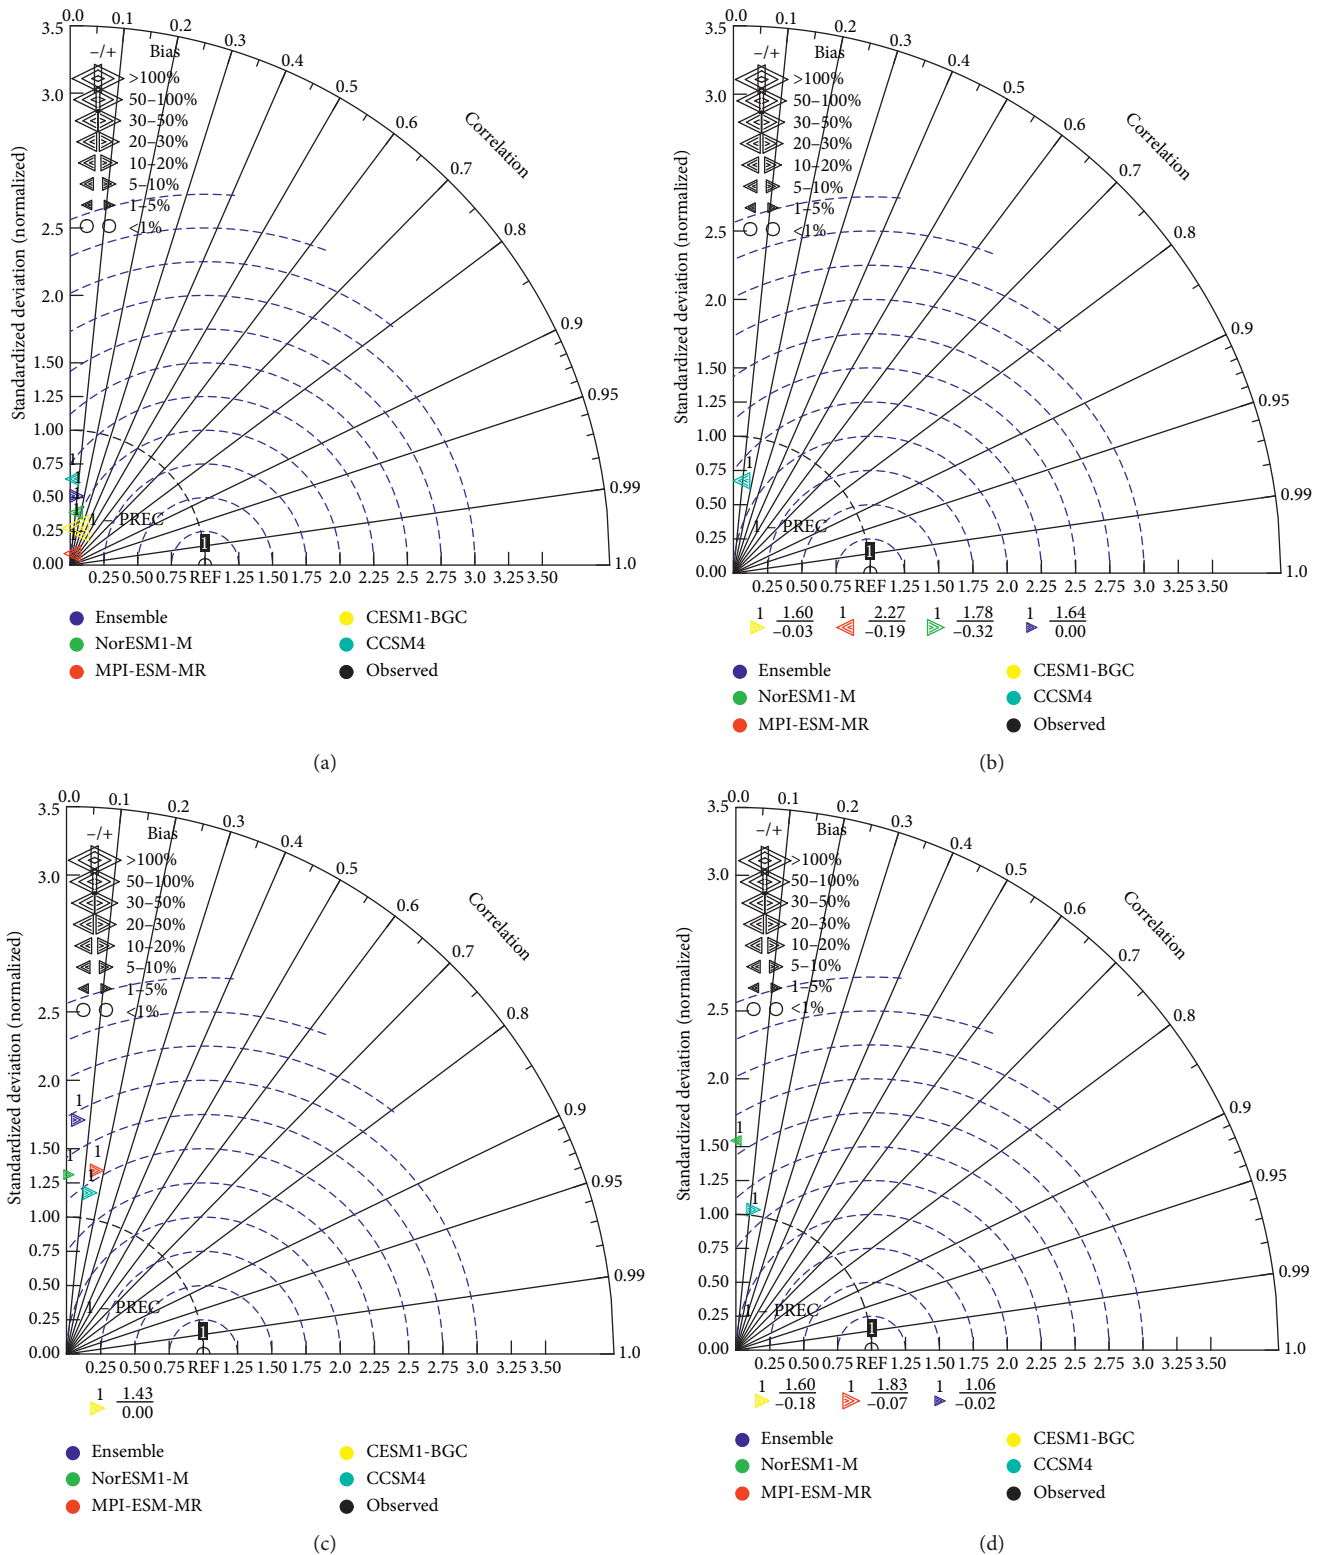 0.0 0.1 0.2 0.3 0.4 0.5 0.6 0.7 0.8 0.9 0.95 0.99 1.0
Correlation
Standardized deviation (normalized)
3.5
3.0
2.5
2.0
1.50
1.25
1.00
0.75
0.50
0.25
0.00
–/+ Bias
>100%
50–100%
30–50%
20–30%
10–20%
5–10%
1–5%
<1%
1
1
1
1 – PREC
1
0.25 0.50 0.75 REF 1.25 1.50 1.75 2.0 2.25 2.5 2.75 3.0 3.25 3.50
Ensemble CESM1-BGC
NorESM1-M CCSM4
MPI-ESM-MR Observed
(a)
0.0 0.1 0.2 0.3 0.4 0.5 0.6 0.7 0.8 0.9 0.95 0.99 1.0
Correlation
Standardized deviation (normalized)
3.5
3.0
2.5
2.0
1.50
1.25
1.00
0.75
0.50
0.25
0.00
–/+ Bias
>100%
50–100%
30–50%
20–30%
10–20%
5–10%
1–5%
<1%
1
1 – PREC
1
0.25 0.50 0.75 REF 1.25 1.50 1.75 2.0 2.25 2.5 2.75 3.0 3.25 3.50
1 1.60 1 2.27 1 1.78 1 1.64
–0.03 –0.19 –0.32 0.00
Ensemble CESM1-BGC
NorESM1-M CCSM4
MPI-ESM-MR Observed
(b)
0.0 0.1 0.2 0.3 0.4 0.5 0.6 0.7 0.8 0.9 0.95 0.99 1.0
Correlation
Standardized deviation (normalized)
3.5
3.0
2.5
2.0
1.50
1.25
1.00
0.75
0.50
0.25
0.00
–/+ Bias
>100%
50–100%
30–50%
20–30%
10–20%
5–10%
1–5%
<1%
1
1
1
1
1 – PREC
1
0.25 0.50 0.75 REF 1.25 1.50 1.75 2.0 2.25 2.5 2.75 3.0 3.25 3.50
1 1.43
0.00
Ensemble CESM1-BGC
NorESM1-M CCSM4
MPI-ESM-MR Observed
(c)
0.0 0.1 0.2 0.3 0.4 0.5 0.6 0.7 0.8 0.9 0.95 0.99 1.0
Correlation
Standardized deviation (normalized)
3.5
3.0
2.5
2.0
1.50
1.25
1.00
0.75
0.50
0.25
0.00
–/+ Bias
>100%
50–100%
30–50%
20–30%
10–20%
5–10%
1–5%
<1%
1
1
1 – PREC
1
0.25 0.50 0.75 REF 1.25 1.50 1.75 2.0 2.25 2.5 2.75 3.0 3.25 3.50
1 1.60 1 1.83 1 1.06
–0.18 –0.07 –0.02
Ensemble CESM1-BGC
NorESM1-M CCSM4
MPI-ESM-MR Observed
(d)